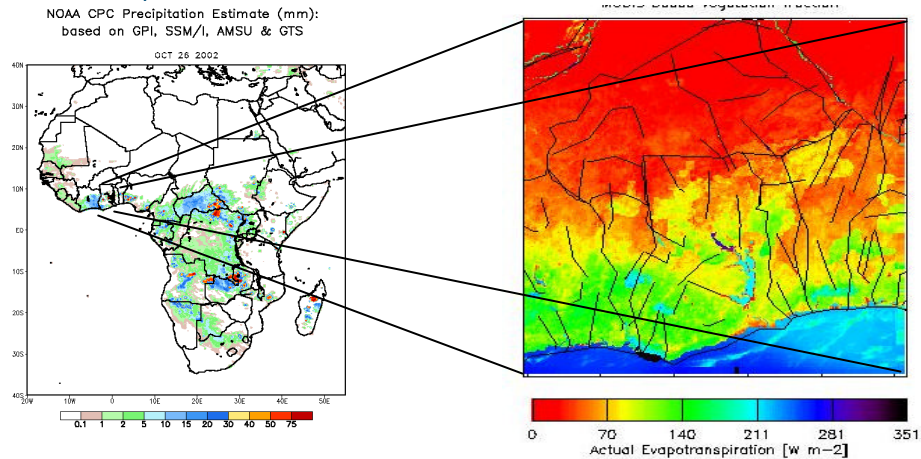 NOAA CPC Precipitation Estimate (mm):
based on GPI, SSM/I, AMSU & GTS
OCT 26 2002
40N
30N
20N
10N
EQ
10S
20S
30S
40S
20W 10W 0 10E 20E 30E 40E 50E
0.1 1 2 5 10 15 20 30 40 50 75
0 70 140 211 281 351
Actual Evapotranspiration [W m-2]